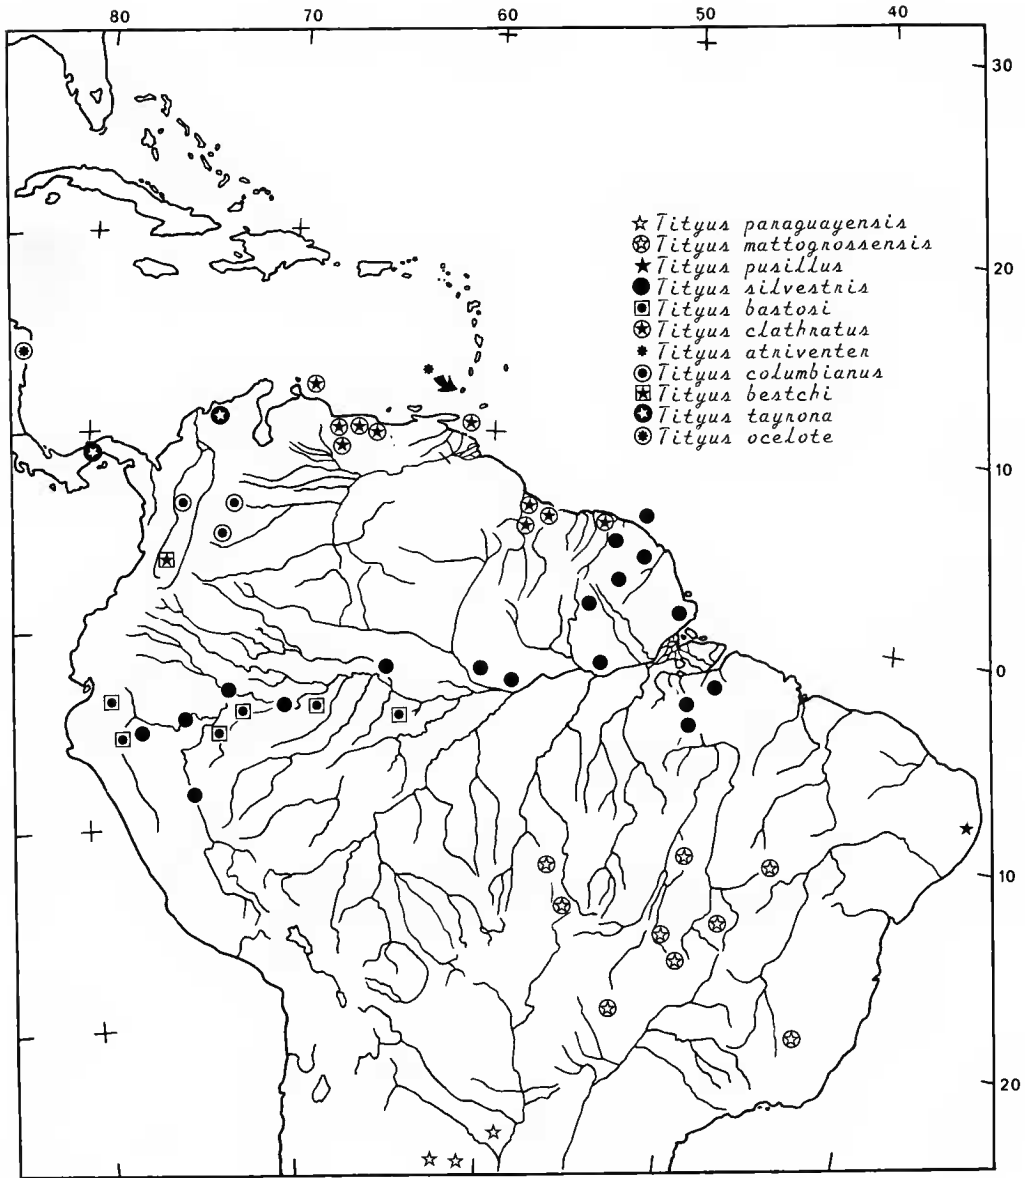 80 70 60 50 40
30
20
10
0
10
20
Tityus paraguayensis
Tityus mattogrossensis
Tityus pusillus
Tityus silvestris
Tityus bastosi
Tityus clathratus
Tityus atriventer
Tityus columbianus
Tityus bestchi
Tityus tayrona
Tityus ocelote